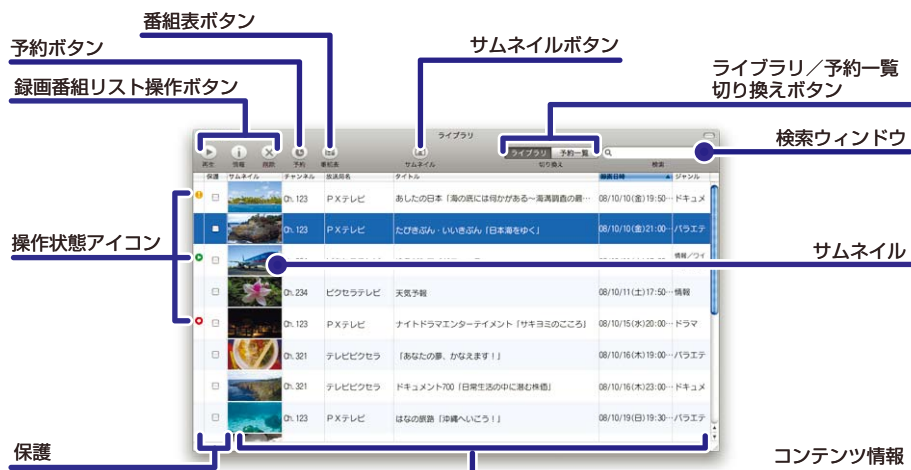 番組表ボタン
予約ボタン
サムネイルボタン
録画番組リスト操作ボタン
ライブラリ／予約一覧
切り換えボタン
検索ウィンドウ
ライブラリ
再生 情報 削除 予約 番組表 サムネイル
ライブラリ 予約一覧
切り換え 検索
保護 サムネイル チャンネル 放送局名 タイトル 録画日時 ジャンル
Ch. 123 PXテレビ あしたの日本「海の底には何かがある～海溝調査の最… 08/10/10(金)19:50… ドキュメ
Ch. 123 PXテレビ たびきぶん・いいきぶん「日本海をゆく」 08/10/10(金)21:00… バラエテ
情報／ワイ
Ch. 234 ピクセラテレビ 天気予報 08/10/11(土)17:50… 情報
Ch. 123 PXテレビ ナイトドラマエンターテイメント「サキヨミのこころ」 08/10/15(水)20:00… ドラマ
Ch. 321 テレビピクセラ 「あなたの夢、かなえます！」 08/10/16(木)19:00… バラエテ
Ch. 321 テレビピクセラ ドキュメント700「日常生活の中に潜む株価」 08/10/16(木)23:00… ドキュメ
Ch. 123 PXテレビ はなの旅路「沖縄へいこう！」 08/10/19(日)19:30… バラエテ
操作状態アイコン
サムネイル
保護
コンテンツ情報